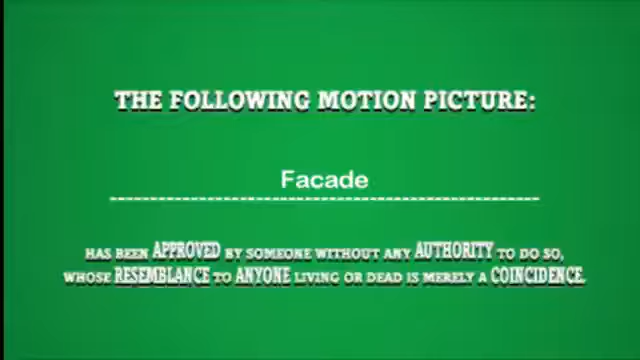 THE FOLLOWING MOTION PICTURE:
Facade
HAS BEEN APPROVED BY SOMEONE WITHOUT ANY AUTHORITY TO DO SO,
WHOSE RESEMBLANCE TO ANYONE LIVING OR DEAD IS MERELY A COINCIDENCE.